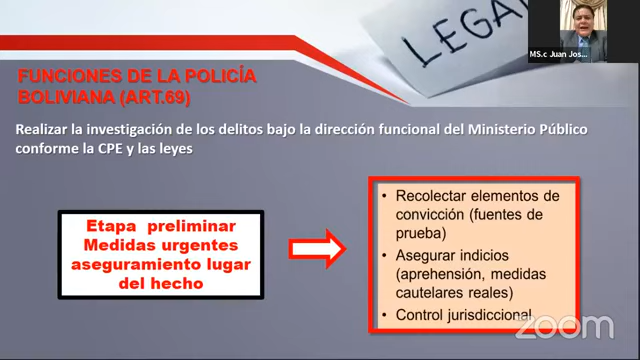 LEGAL
MS.c Juan Jos...
FUNCIONES DE LA POLICÍA
BOLIVIANA (ART.69)
Realizar la investigación de los delitos bajo la dirección funcional del Ministerio Público
conforme la CPE y las leyes
Etapa preliminar
Medidas urgentes
aseguramiento lugar
del hecho
• Recolectar elementos de
convicción (fuentes de
prueba)
• Asegurar indicios
(aprehensión, medidas
cautelares reales)
• Control jurisdiccional
zoom